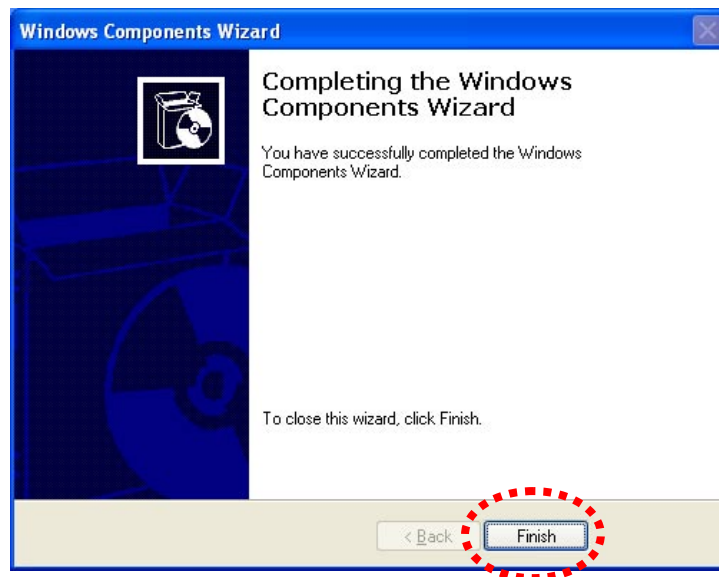 Windows Components Wizard
Completing the Windows
Components Wizard
You have successfully completed the Windows
Components Wizard.
To close this wizard, click Finish.
< Back
Finish